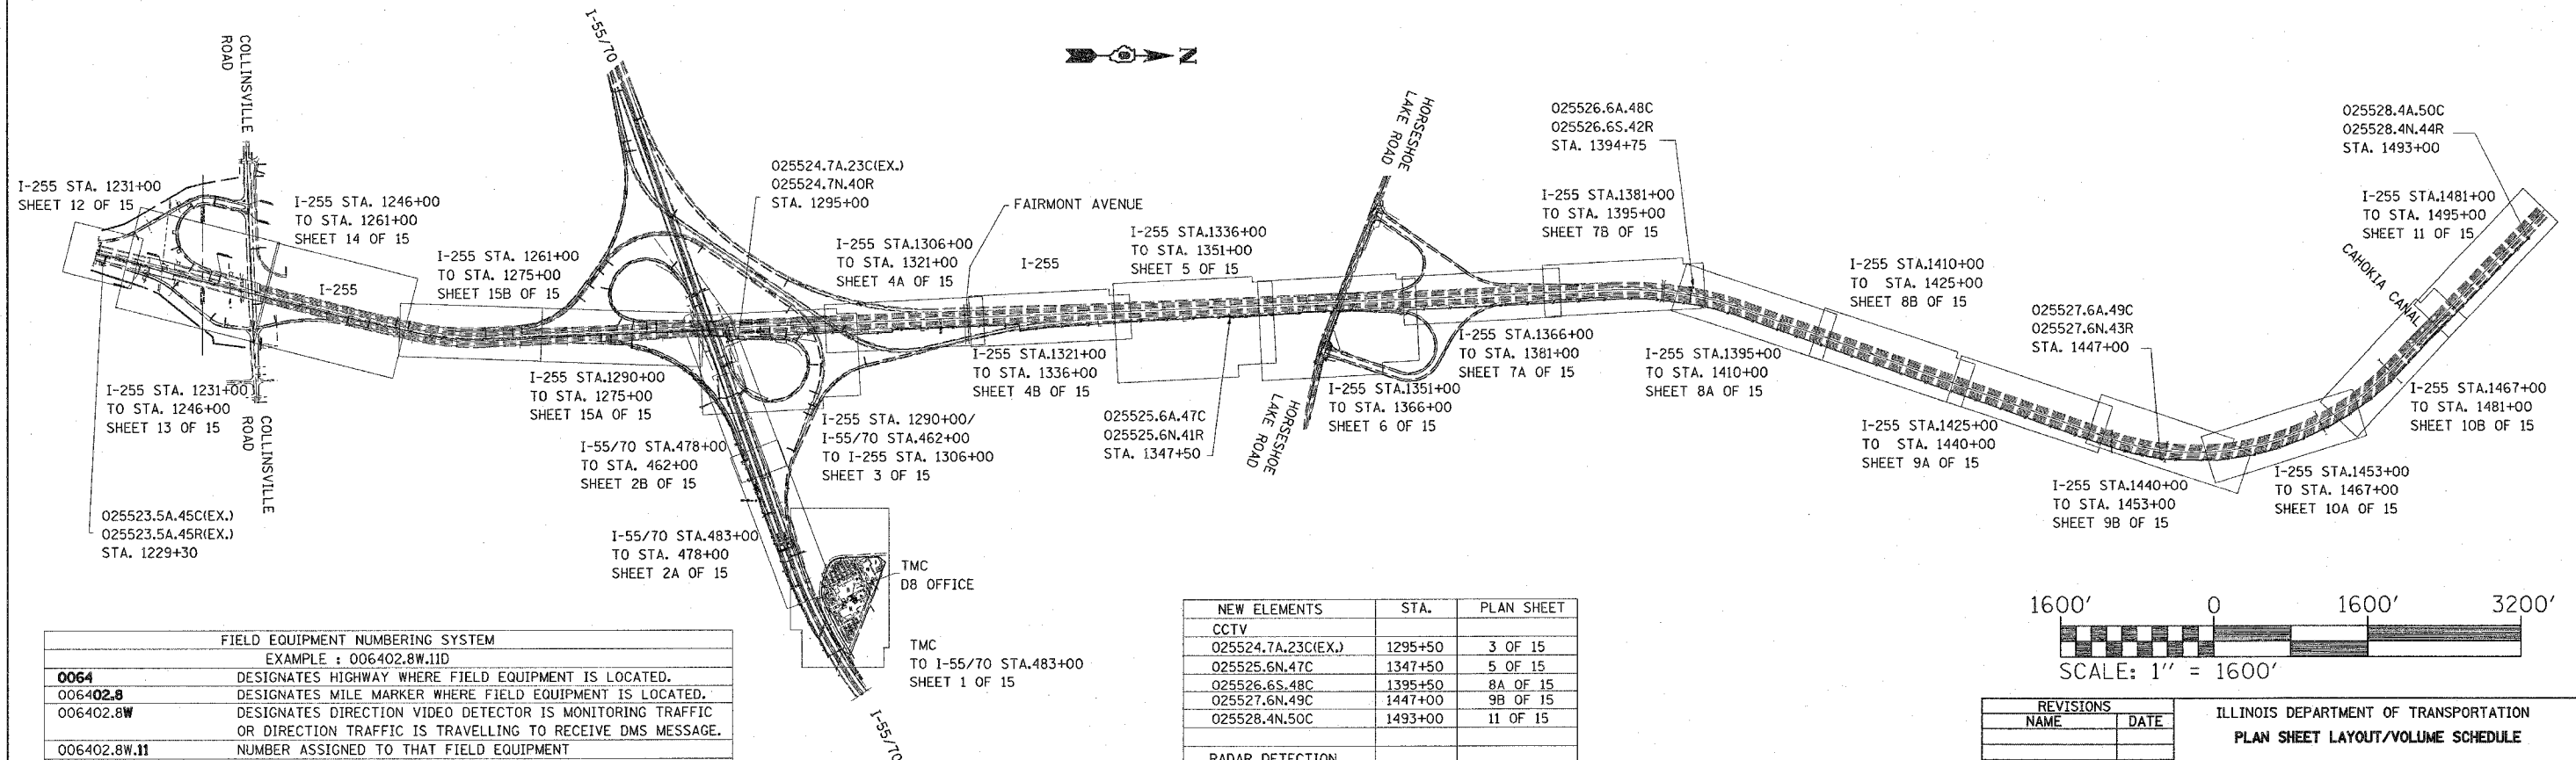 COLLINSVILLE
ROAD
I-55/70
N
HORSESHOE
LAKE ROAD
I-255 STA. 1231+00
SHEET 12 OF 15
I-255 STA. 1246+00
TO STA. 1261+00
SHEET 14 OF 15
I-255
I-255 STA. 1261+00
TO STA. 1275+00
SHEET 15B OF 15
025524.7A.23C(EX.)
025524.7N.40R
STA. 1295+00
I-255 STA.1306+00
TO STA. 1321+00
SHEET 4A OF 15
FAIRMONT AVENUE
I-255
I-255 STA.1336+00
TO STA. 1351+00
SHEET 5 OF 15
025526.6A.48C
025526.6S.42R
STA. 1394+75
I-255 STA.1381+00
TO STA. 1395+00
SHEET 7B OF 15
I-255 STA.1410+00
TO STA. 1425+00
SHEET 8B OF 15
025527.6A.49C
025527.6N.43R
STA. 1447+00
025528.4A.50C
025528.4N.44R
STA. 1493+00
I-255 STA.1481+00
TO STA. 1495+00
SHEET 11 OF 15
CAHOKIA CANAL
I-255 STA. 1231+00
TO STA. 1246+00
SHEET 13 OF 15
COLLINSVILLE
ROAD
025523.5A.45C(EX.)
025523.5A.45R(EX.)
STA. 1229+30
I-255 STA.1290+00
TO STA. 1275+00
SHEET 15A OF 15
I-55/70 STA.478+00
TO STA. 462+00
SHEET 2B OF 15
I-55/70 STA.483+00
TO STA. 478+00
SHEET 2A OF 15
I-255 STA. 1290+00/
I-55/70 STA.462+00
TO I-255 STA. 1306+00
SHEET 3 OF 15
I-255 STA.1321+00
TO STA. 1336+00
SHEET 4B OF 15
025525.6A.47C
025525.6N.41R
STA. 1347+50
HORSESHOE
LAKE ROAD
I-255 STA.1351+00
TO STA. 1366+00
SHEET 6 OF 15
I-255 STA.1366+00
TO STA. 1381+00
SHEET 7A OF 15
I-255 STA.1395+00
TO STA. 1410+00
SHEET 8A OF 15
I-255 STA.1425+00
TO STA. 1440+00
SHEET 9A OF 15
I-255 STA.1440+00
TO STA. 1453+00
SHEET 9B OF 15
I-255 STA.1453+00
TO STA. 1467+00
SHEET 10A OF 15
I-255 STA.1467+00
TO STA. 1481+00
SHEET 10B OF 15
TMC
D8 OFFICE
TMC
TO I-55/70 STA.483+00
SHEET 1 OF 15
I-55/70
FIELD EQUIPMENT NUMBERING SYSTEM
EXAMPLE : 006402.8W.11D
0064 DESIGNATES HIGHWAY WHERE FIELD EQUIPMENT IS LOCATED.
006402.8 DESIGNATES MILE MARKER WHERE FIELD EQUIPMENT IS LOCATED.
006402.8W DESIGNATES DIRECTION VIDEO DETECTOR IS MONITORING TRAFFIC
OR DIRECTION TRAFFIC IS TRAVELLING TO RECEIVE DMS MESSAGE.
006402.8W.11 NUMBER ASSIGNED TO THAT FIELD EQUIPMENT
NEW ELEMENTS STA. PLAN SHEET
CCTV
025524.7A.23C(EX.) 1295+50 3 OF 15
025525.6N.47C 1347+50 5 OF 15
025526.6S.48C 1395+50 8A OF 15
025527.6N.49C 1447+00 9B OF 15
025528.4N.50C 1493+00 11 OF 15
RADAR DETECTION
1600' 0 1600' 3200'
SCALE: 1" = 1600'
REVISIONS
NAME DATE
ILLINOIS DEPARTMENT OF TRANSPORTATION
PLAN SHEET LAYOUT/VOLUME SCHEDULE